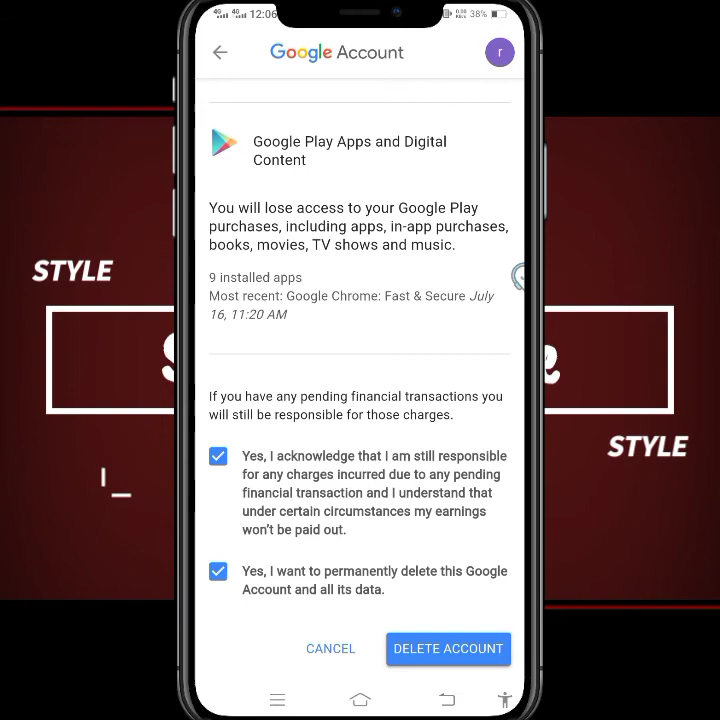 4G 4G 12:06
38%
Google Account
r
Google Play Apps and Digital
Content
You will lose access to your Google Play
purchases, including apps, in-app purchases,
books, movies, TV shows and music.
9 installed apps
Most recent: Google Chrome: Fast & Secure July
16, 11:20 AM
If you have any pending financial transactions you
will still be responsible for those charges.
Yes, I acknowledge that I am still responsible
for any charges incurred due to any pending
financial transaction and I understand that
under certain circumstances my earnings
won't be paid out.
Yes, I want to permanently delete this Google
Account and all its data.
CANCEL
DELETE ACCOUNT
STYLE
STYLE